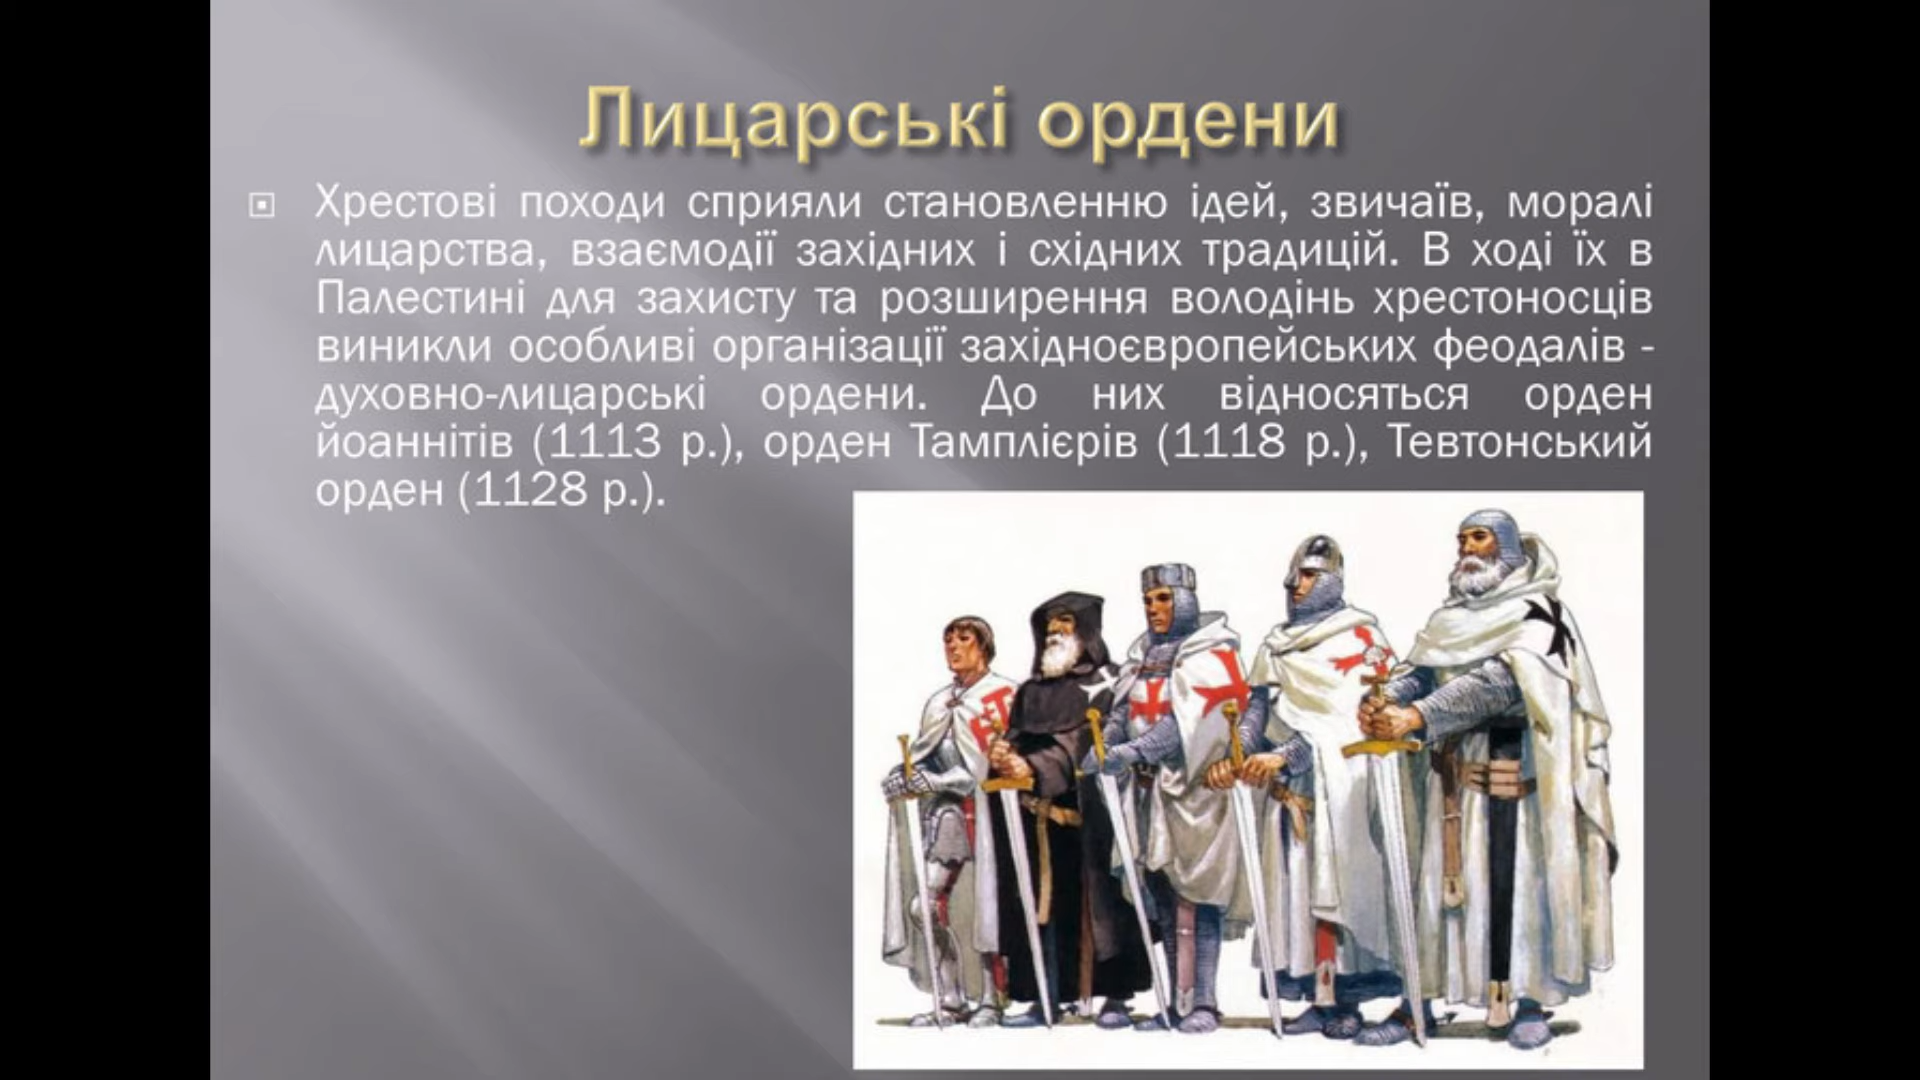 Лицарські ордени
Хрестові походи сприяли становленню ідей, звичаїв, моралі
лицарства, взаємодії західних і східних традицій. В ході їх в
Палестині для захисту та розширення володінь хрестоносців
виникли особливі організації західноєвропейських феодалів -
духовно-лицарські ордени. До них відносяться орден
йоаннітів (1113 р.), орден Тамплієрів (1118 р.), Тевтонський
орден (1128 р.).